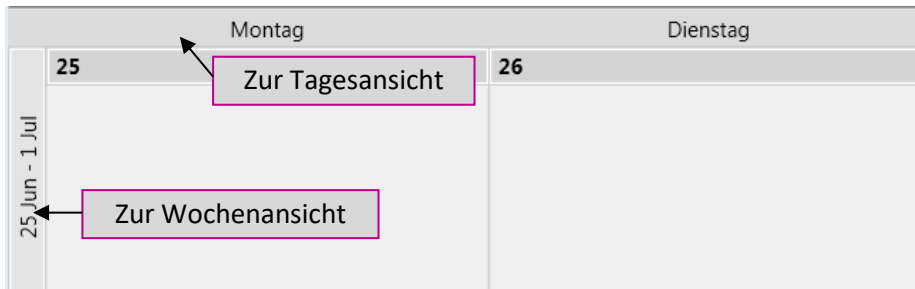 Montag
Dienstag
25
26
Zur Tagesansicht
25 Jun - 1 Jul
Zur Wochenansicht